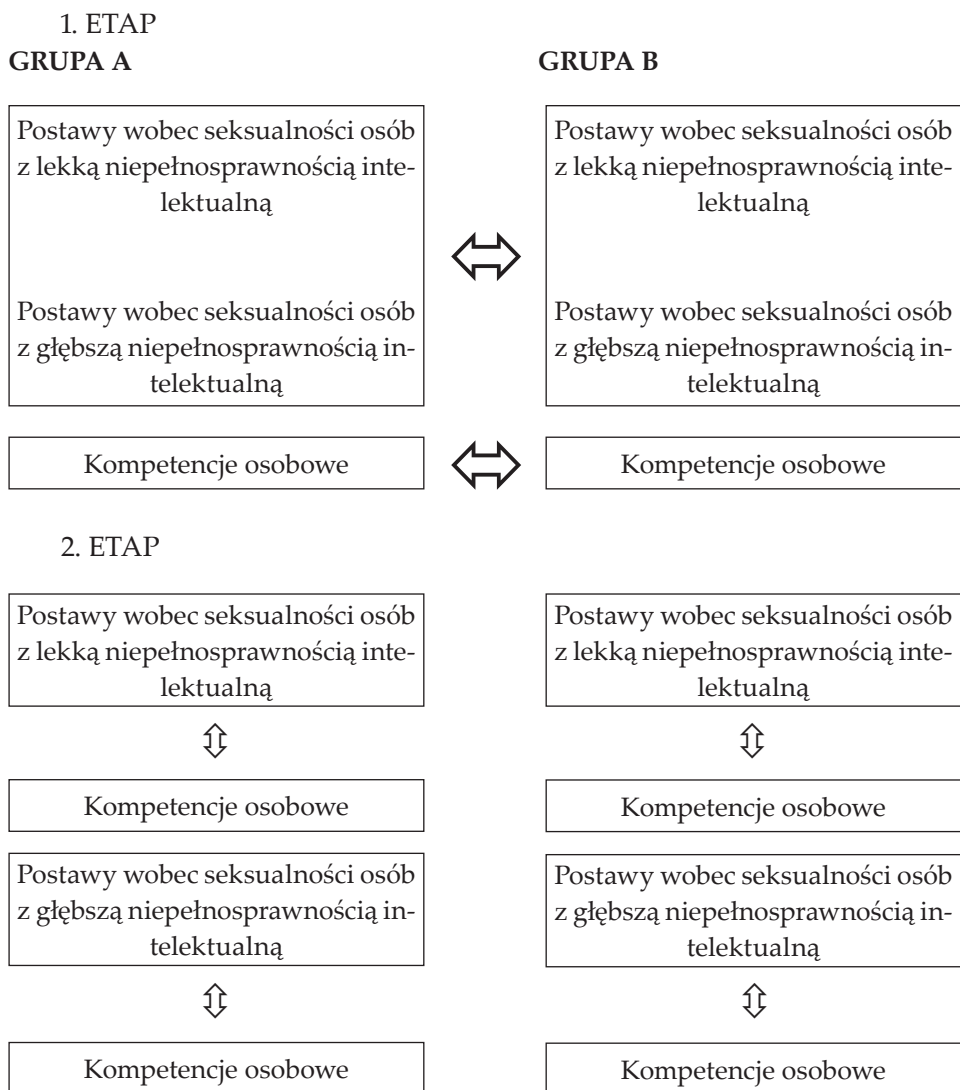 1. ETAP
GRUPA A
GRUPA B
Postawy wobec seksualności osób
z lekką niepełnosprawnością inte-
lektualną
Postawy wobec seksualności osób
z głębszą niepełnosprawnością in-
telektualną
Postawy wobec seksualności osób
z lekką niepełnosprawnością inte-
lektualną
Postawy wobec seksualności osób
z głębszą niepełnosprawnością in-
telektualną
Kompetencje osobowe
Kompetencje osobowe
2. ETAP
Postawy wobec seksualności osób
z lekką niepełnosprawnością inte-
lektualną
Postawy wobec seksualności osób
z lekką niepełnosprawnością inte-
lektualną
Kompetencje osobowe
Kompetencje osobowe
Postawy wobec seksualności osób
z głębszą niepełnosprawnością in-
telektualną
Postawy wobec seksualności osób
z głębszą niepełnosprawnością in-
telektualną
Kompetencje osobowe
Kompetencje osobowe